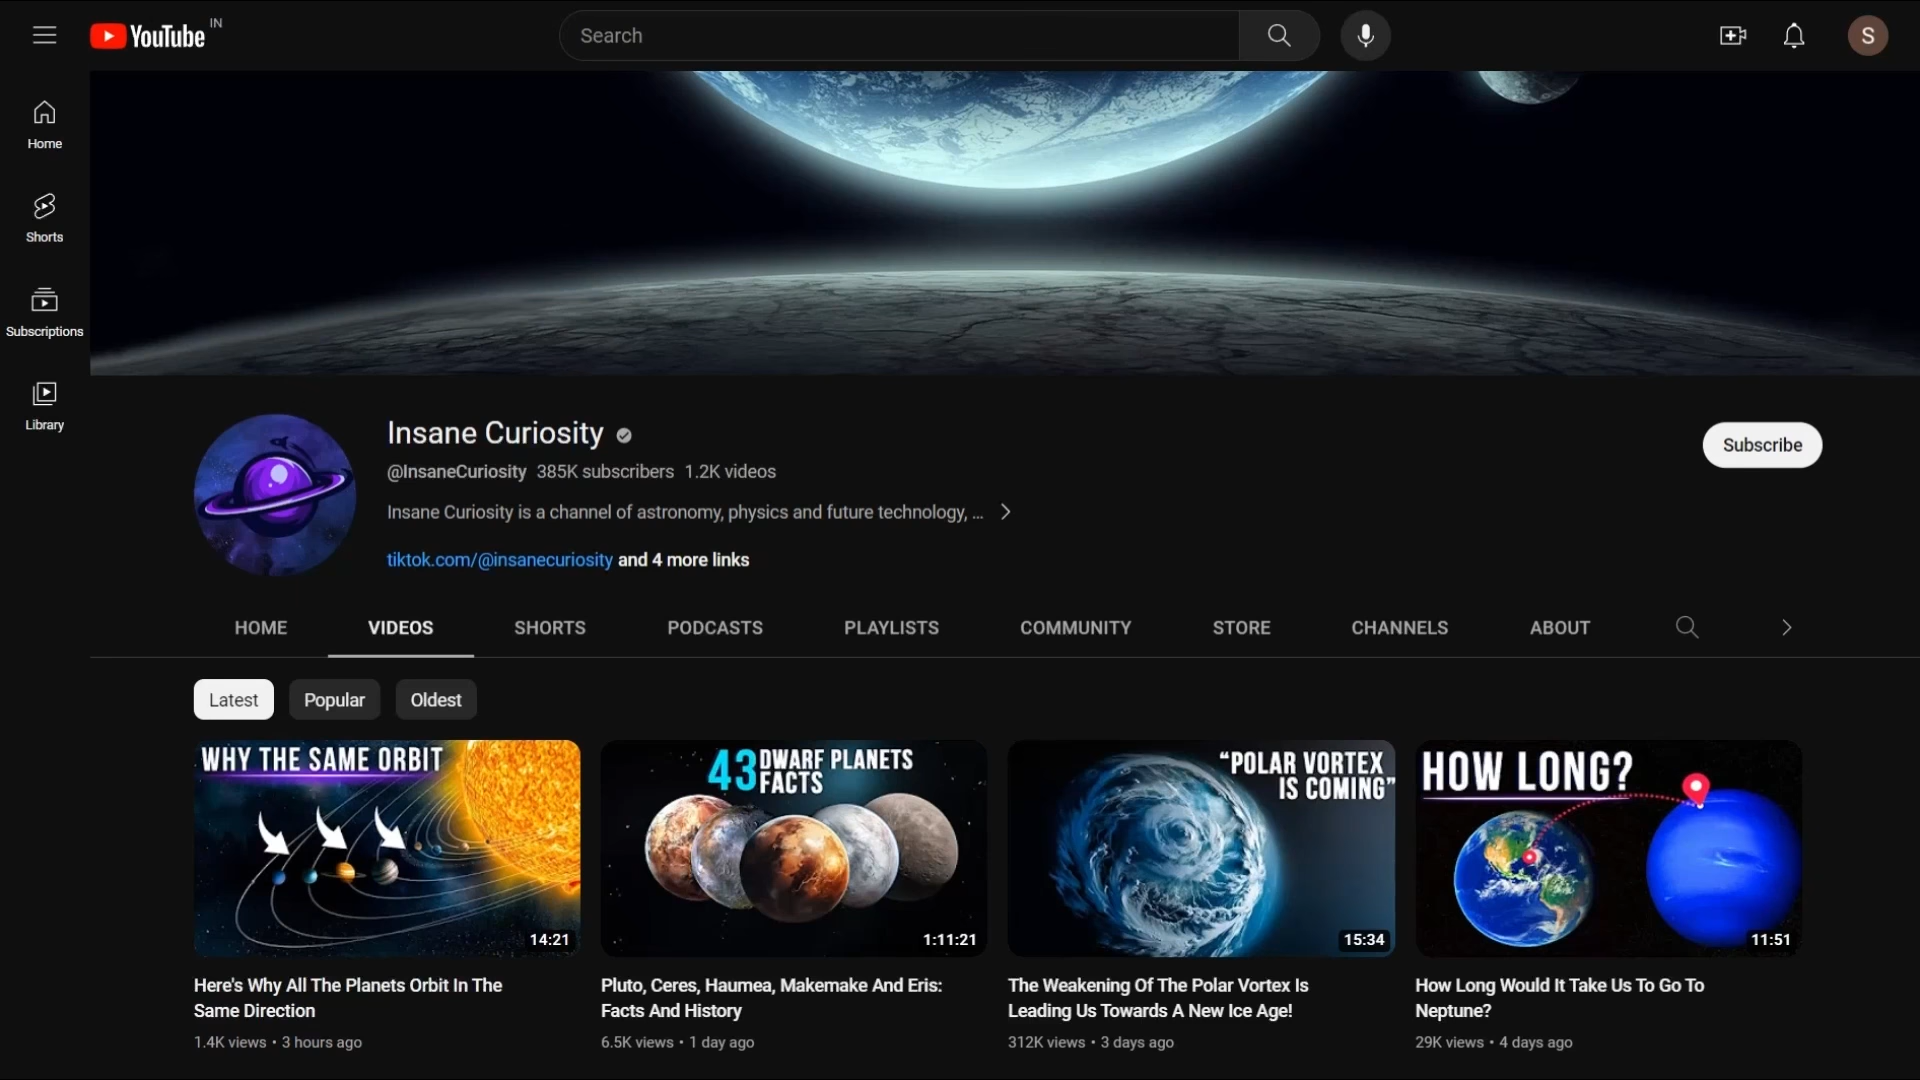 YouTube IN
Search
S
Home
Shorts
Subscriptions
Library
Insane Curiosity
@InsaneCuriosity 385K subscribers 1.2K videos
Insane Curiosity is a channel of astronomy, physics and future technology, ...
tiktok.com/@insanecuriosity and 4 more links
Subscribe
HOME VIDEOS SHORTS PODCASTS PLAYLISTS COMMUNITY STORE CHANNELS ABOUT
Latest Popular Oldest
WHY THE SAME ORBIT
14:21
43 DWARF PLANETS
FACTS
1:11:21
“POLAR VORTEX
IS COMING”
15:34
HOW LONG?
11:51
Here's Why All The Planets Orbit In The
Same Direction
1.4K views • 3 hours ago
Pluto, Ceres, Haumea, Makemake And Eris:
Facts And History
6.5K views • 1 day ago
The Weakening Of The Polar Vortex Is
Leading Us Towards A New Ice Age!
312K views • 3 days ago
How Long Would It Take Us To Go To
Neptune?
29K views • 4 days ago